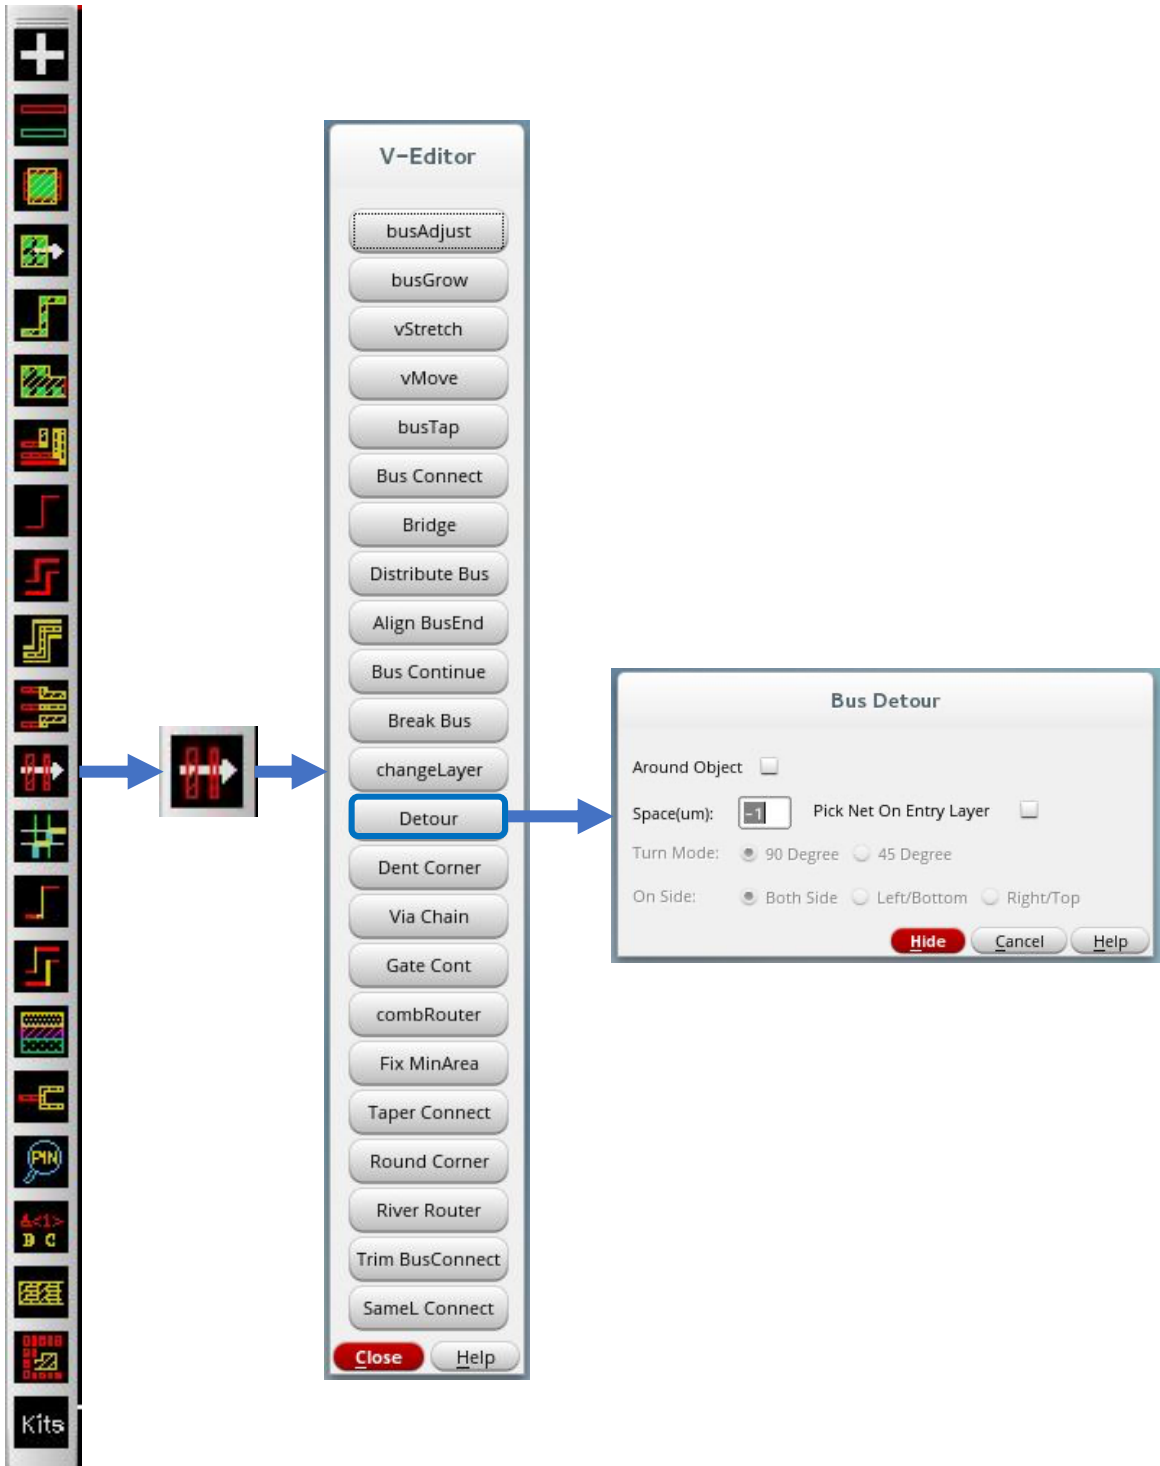 PIN
A<1>
B C
Kits
V-Editor
busAdjust
busGrow
vStretch
vMove
busTap
Bus Connect
Bridge
Distribute Bus
Align BusEnd
Bus Continue
Break Bus
changeLayer
Detour
Dent Corner
Via Chain
Gate Cont
combRouter
Fix MinArea
Taper Connect
Round Corner
River Router
Trim BusConnect
SameL Connect
Close Help
Bus Detour
Around Object
Space(um): -1 Pick Net On Entry Layer
Turn Mode: 90 Degree 45 Degree
On Side: Both Side Left/Bottom Right/Top
Hide Cancel Help